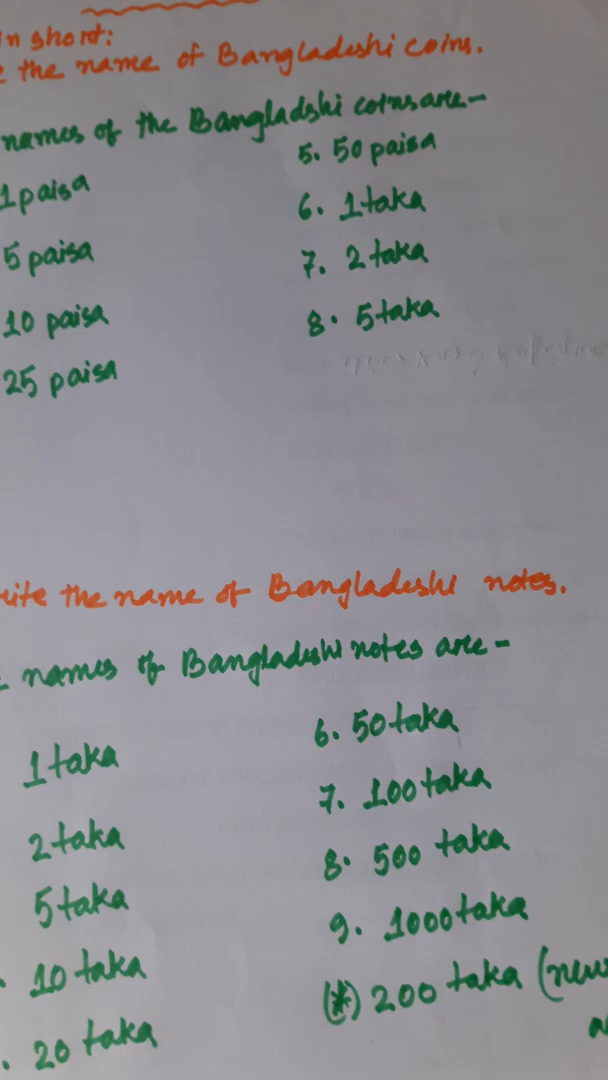 in short:
the name of Bangladeshi coins.
names of the Bangladshi coins are-
1 paisa
5 paisa
10 paisa
25 paisa
5. 50 paisa
6. 1 taka
7. 2 taka
8. 5 taka
rite the name of Bangladeshi notes.
names of Bangladeshi notes are-
1 taka
2 taka
5 taka
. 10 taka
. 20 taka
6. 50 taka
7. 100 taka
8. 500 taka
9. 1000 taka
(*) 200 taka (new